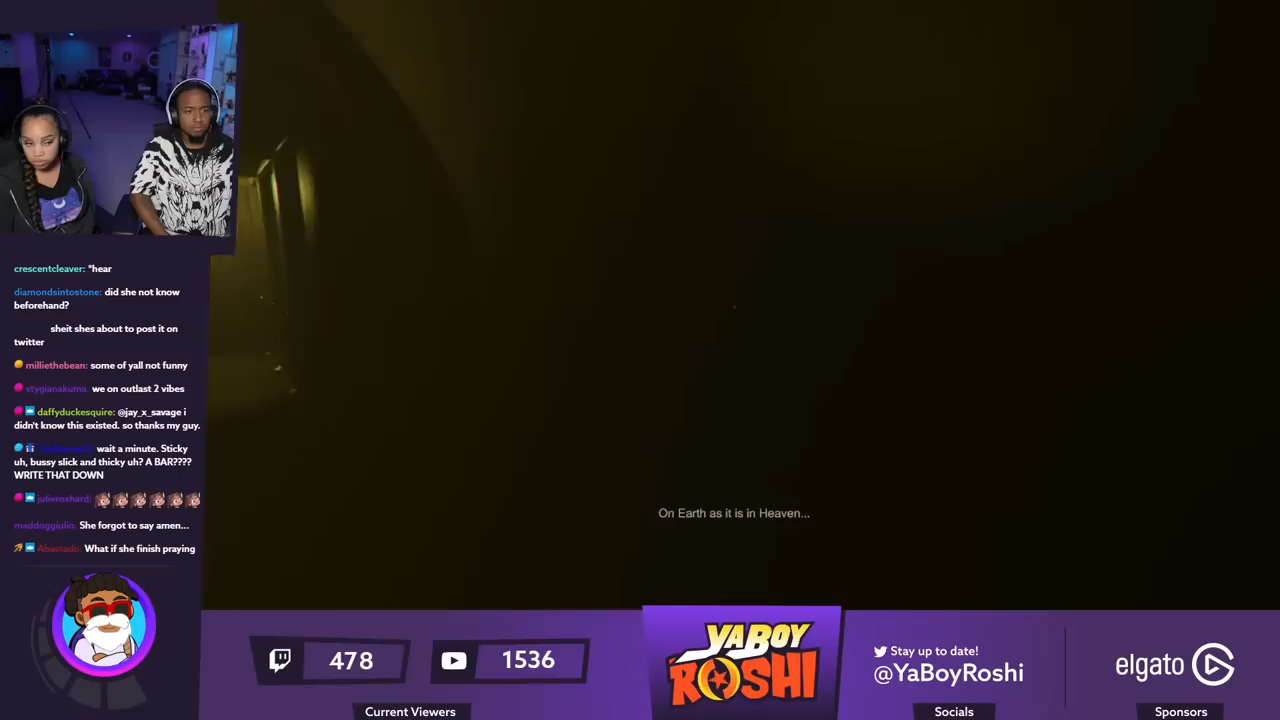 crescentcleaver: *hear
diamondsintostone: did she not know
beforehand?
sheit shes about to post it on
twitter
milliethebean: some of yall not funny
stygianakuma: we on outlast 2 vibes
daffyduckesquire: @jay_x_savage i
didn't know this existed. so thanks my guy.
wait a minute. Sticky
uh, bussy slick and thicky uh? A BAR????
WRITE THAT DOWN
julieroxhard:
maddoggiulio: She forgot to say amen...
What if she finish praying
On Earth as it is in Heaven...
478
1536
Current Viewers
YABOY
ROSHI
Stay up to date!
@YaBoyRoshi
Socials
elgato
Sponsors